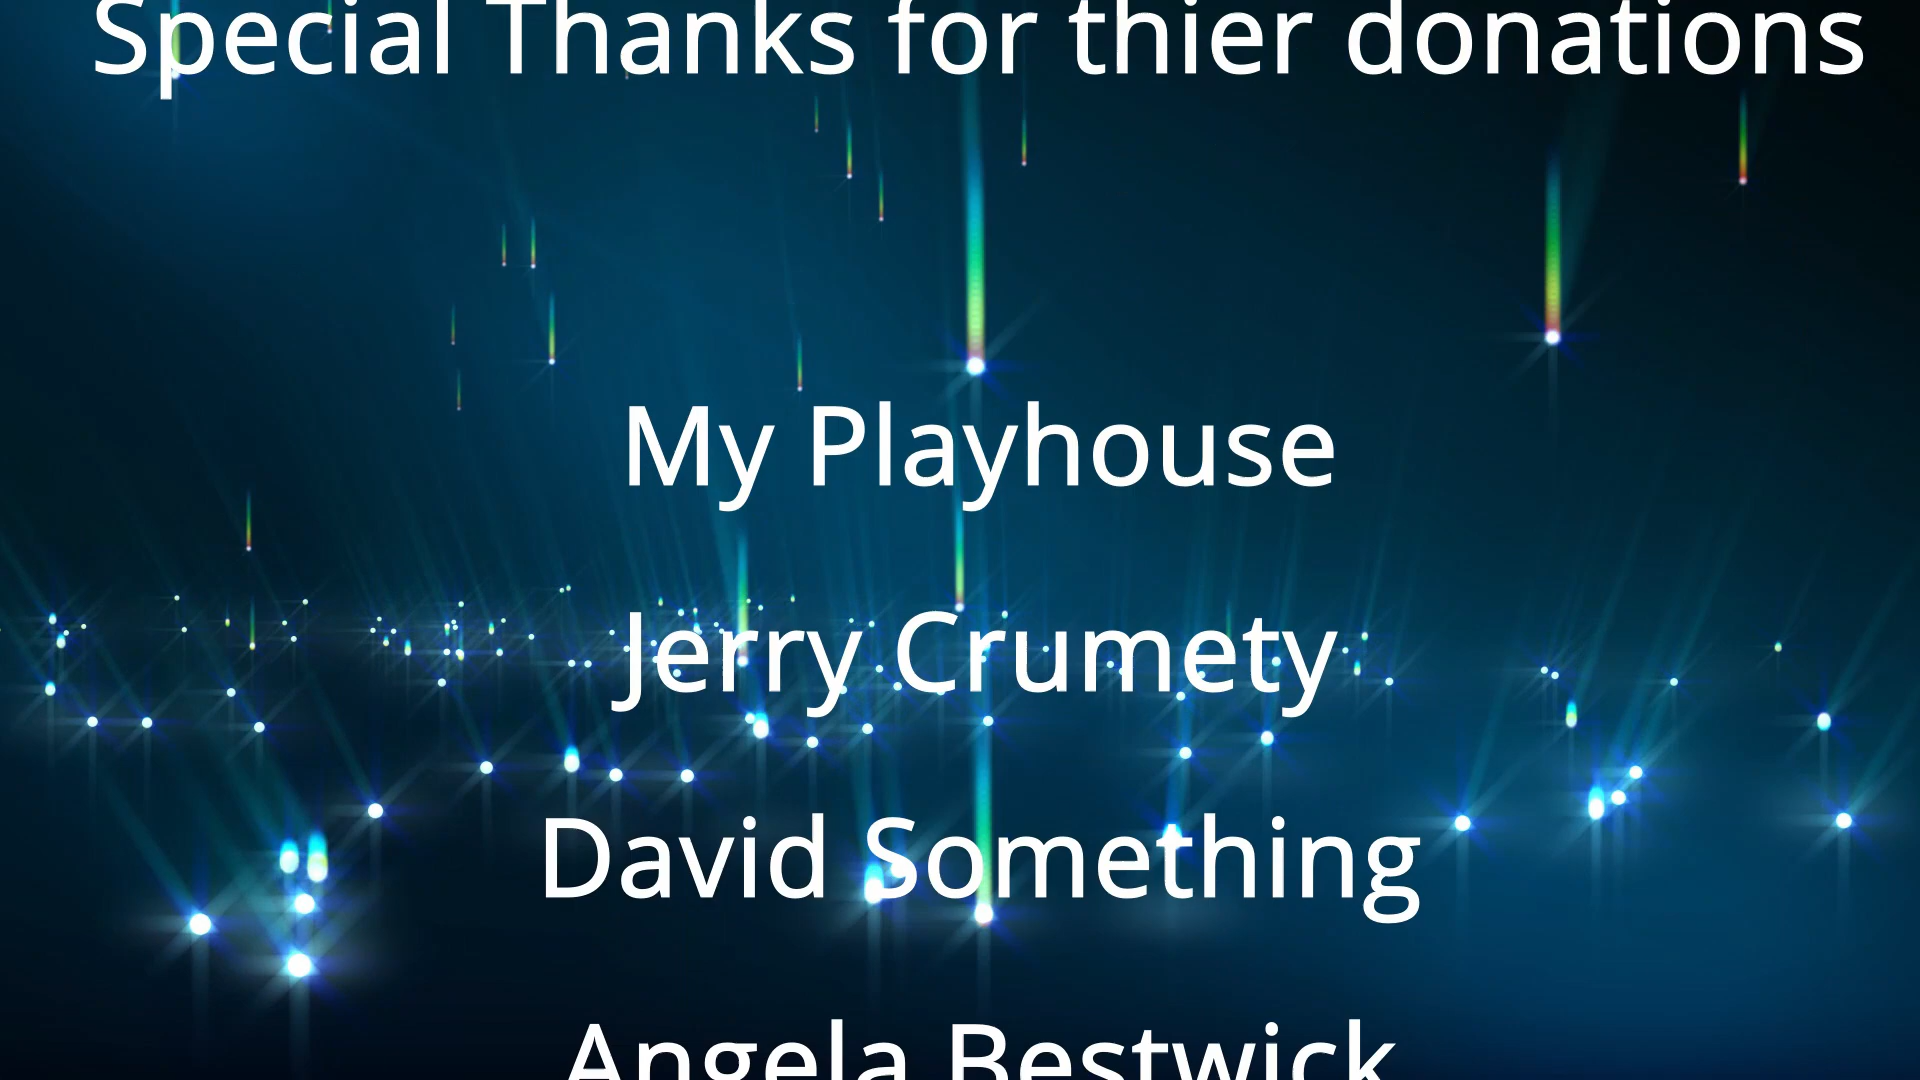 Special Thanks for thier donations
My Playhouse
Jerry Crumety
David Something
Angela Bestwick